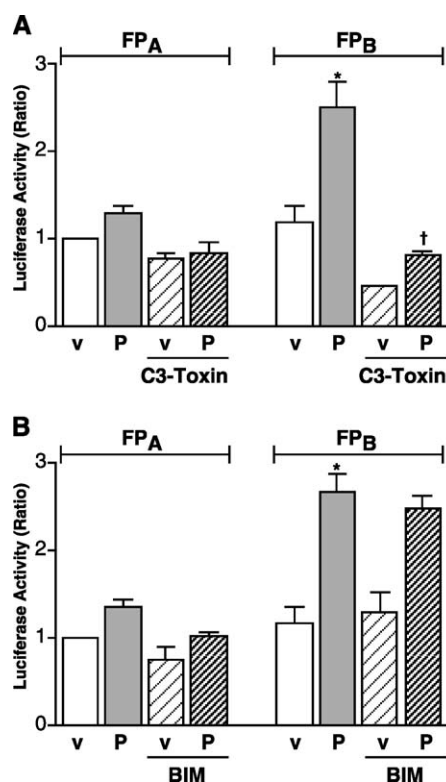 A
FPA FPB
3
2
1
0
Luciferase Activity (Ratio)
*
†
v P v P v P v P
C3-Toxin C3-Toxin
B
FPA FPB
3
2
1
0
Luciferase Activity (Ratio)
*
v P v P v P v P
BIM BIM